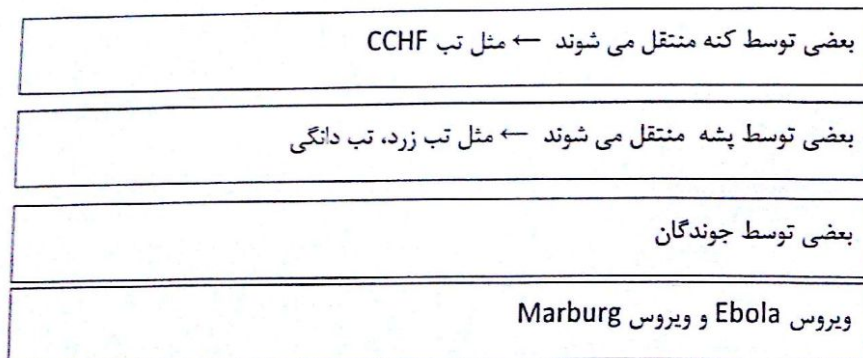 بعضی توسط کنه منتقل می شوند ← مثل تب CCHF
بعضی توسط پشه منتقل می شوند ← مثل تب زرد، تب دانگی
بعضی توسط جوندگان
ویروس Ebola و ویروس Marburg